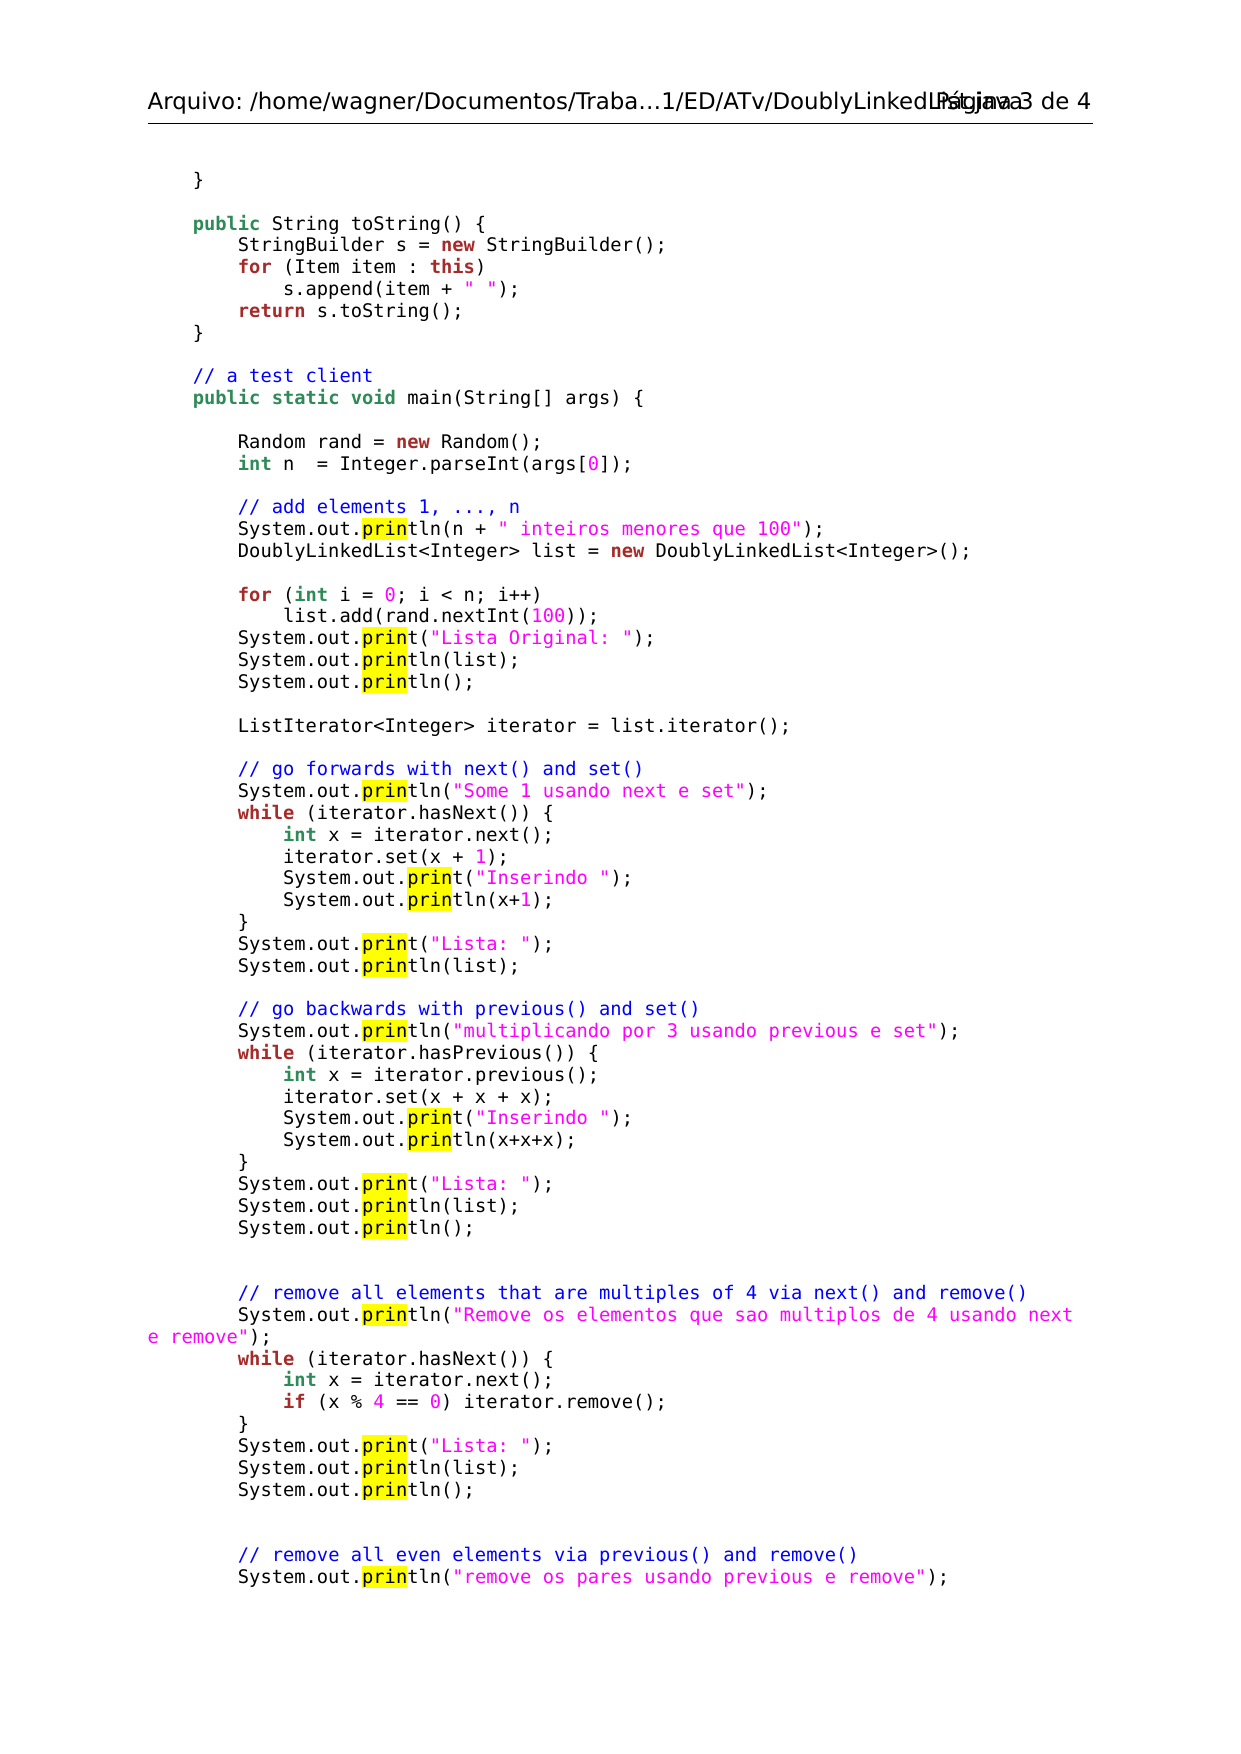 Arquivo: /home/wagner/Documentos/Traba…1/ED/ATv/DoublyLinkedList.java Página 3 de 4
    }

    public String toString() {
        StringBuilder s = new StringBuilder();
        for (Item item : this)
            s.append(item + " ");
        return s.toString();
    }

    // a test client
    public static void main(String[] args) {

        Random rand = new Random();
        int n  = Integer.parseInt(args[0]);

        // add elements 1, ..., n
        System.out.println(n + " inteiros menores que 100");
        DoublyLinkedList<Integer> list = new DoublyLinkedList<Integer>();

        for (int i = 0; i < n; i++)
            list.add(rand.nextInt(100));
        System.out.print("Lista Original: ");
        System.out.println(list);
        System.out.println();

        ListIterator<Integer> iterator = list.iterator();

        // go forwards with next() and set()
        System.out.println("Some 1 usando next e set");
        while (iterator.hasNext()) {
            int x = iterator.next();
            iterator.set(x + 1);
            System.out.print("Inserindo ");
            System.out.println(x+1);
        }
        System.out.print("Lista: ");
        System.out.println(list);

        // go backwards with previous() and set()
        System.out.println("multiplicando por 3 usando previous e set");
        while (iterator.hasPrevious()) {
            int x = iterator.previous();
            iterator.set(x + x + x);
            System.out.print("Inserindo ");
            System.out.println(x+x+x);
        }
        System.out.print("Lista: ");
        System.out.println(list);
        System.out.println();


        // remove all elements that are multiples of 4 via next() and remove()
        System.out.println("Remove os elementos que sao multiplos de 4 usando next
e remove");
        while (iterator.hasNext()) {
            int x = iterator.next();
            if (x % 4 == 0) iterator.remove();
        }
        System.out.print("Lista: ");
        System.out.println(list);
        System.out.println();


        // remove all even elements via previous() and remove()
        System.out.println("remove os pares usando previous e remove");